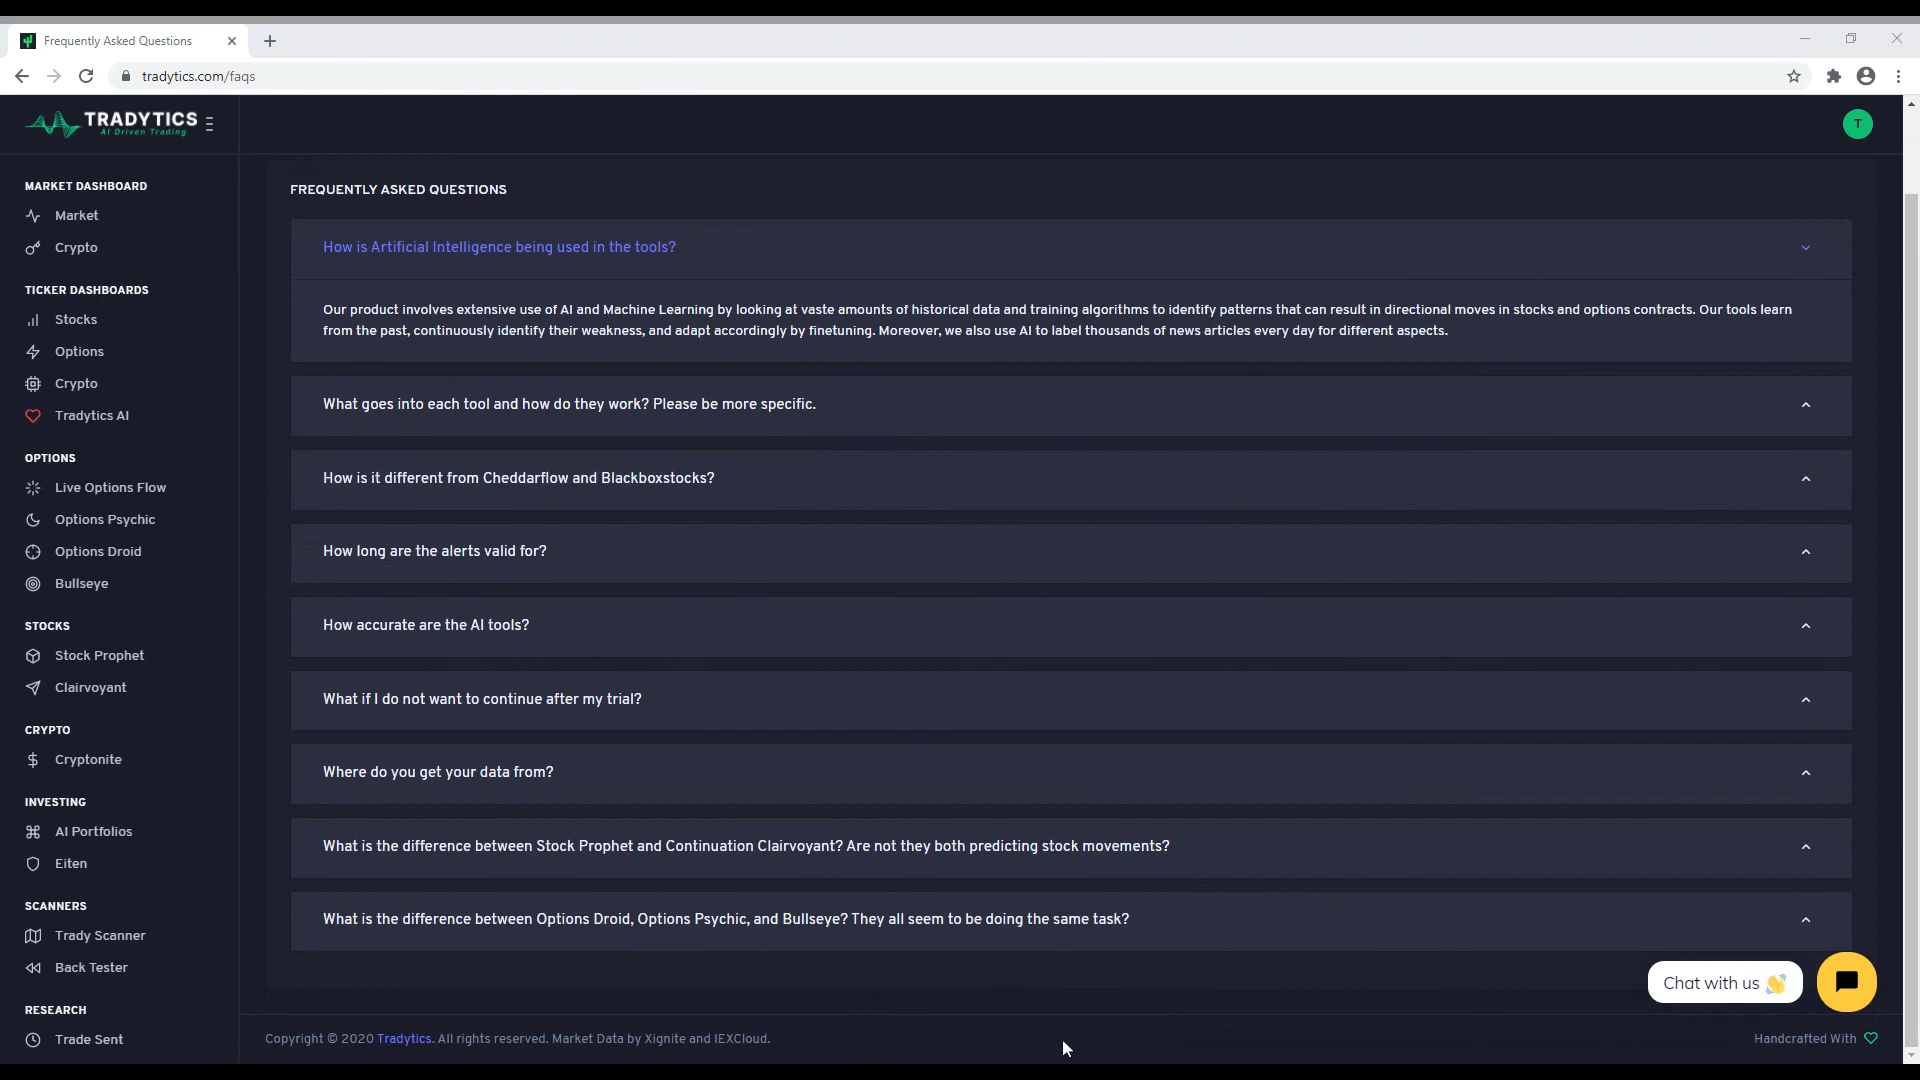 Frequently Asked Questions
tradytics.com/faqs
TRADYTICS
AI Driven Trading
T
MARKET DASHBOARD
Market
Crypto
TICKER DASHBOARDS
Stocks
Options
Crypto
Tradytics AI
OPTIONS
Live Options Flow
Options Psychic
Options Droid
Bullseye
STOCKS
Stock Prophet
Clairvoyant
CRYPTO
Cryptonite
INVESTING
AI Portfolios
Eiten
SCANNERS
Trady Scanner
Back Tester
RESEARCH
Trade Sent
FREQUENTLY ASKED QUESTIONS
How is Artificial Intelligence being used in the tools?
Our product involves extensive use of AI and Machine Learning by looking at vaste amounts of historical data and training algorithms to identify patterns that can result in directional moves in stocks and options contracts. Our tools learn
from the past, continuously identify their weakness, and adapt accordingly by finetuning. Moreover, we also use AI to label thousands of news articles every day for different aspects.
What goes into each tool and how do they work? Please be more specific.
How is it different from Cheddarflow and Blackboxstocks?
How long are the alerts valid for?
How accurate are the AI tools?
What if I do not want to continue after my trial?
Where do you get your data from?
What is the difference between Stock Prophet and Continuation Clairvoyant? Are not they both predicting stock movements?
What is the difference between Options Droid, Options Psychic, and Bullseye? They all seem to be doing the same task?
Chat with us 👋
Copyright © 2020 Tradytics. All rights reserved. Market Data by Xignite and IEXCloud.
Handcrafted With